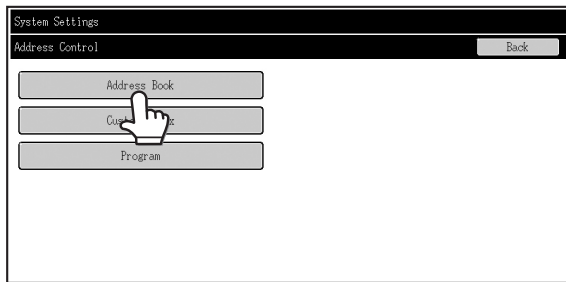 System Settings
Address Control
Back
Address Book
Program